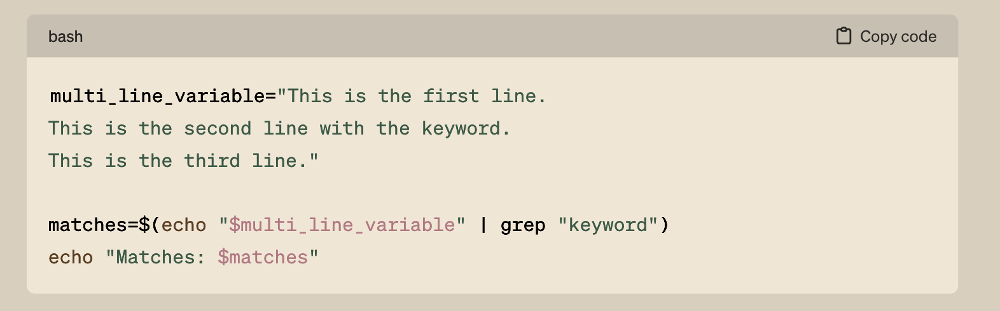 bash
Copy code
multi_line_variable="This is the first line.
This is the second line with the keyword.
This is the third line."
matches=$(echo "$multi_line_variable" | grep "keyword")
echo "Matches: $matches"